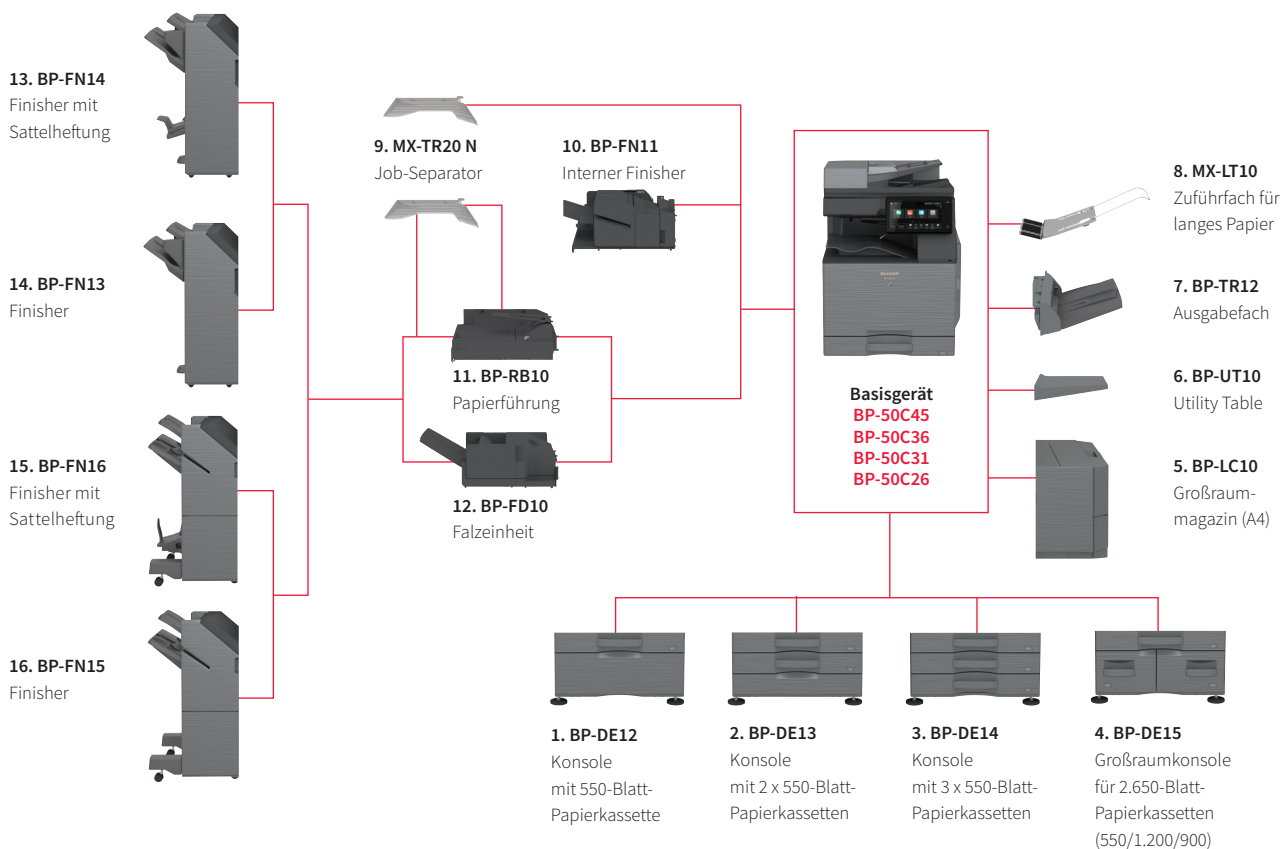 13. BP-FN14
Finisher mit
Sattelheftung
14. BP-FN13
Finisher
15. BP-FN16
Finisher mit
Sattelheftung
16. BP-FN15
Finisher
9. MX-TR20 N
Job-Separator
10. BP-FN11
Interner Finisher
11. BP-RB10
Papierführung
12. BP-FD10
Falzeinheit
SHARP
Basisgerät
BP-50C45
BP-50C36
BP-50C31
BP-50C26
8. MX-LT10
Zuführfach für
langes Papier
7. BP-TR12
Ausgabefach
6. BP-UT10
Utility Table
5. BP-LC10
Großraum-
magazin (A4)
1. BP-DE12
Konsole
mit 550-Blatt-
Papierkassette
2. BP-DE13
Konsole
mit 2 x 550-Blatt-
Papierkassetten
3. BP-DE14
Konsole
mit 3 x 550-Blatt-
Papierkassetten
4. BP-DE15
Großraumkonsole
für 2.650-Blatt-
Papierkassetten
(550/1.200/900)